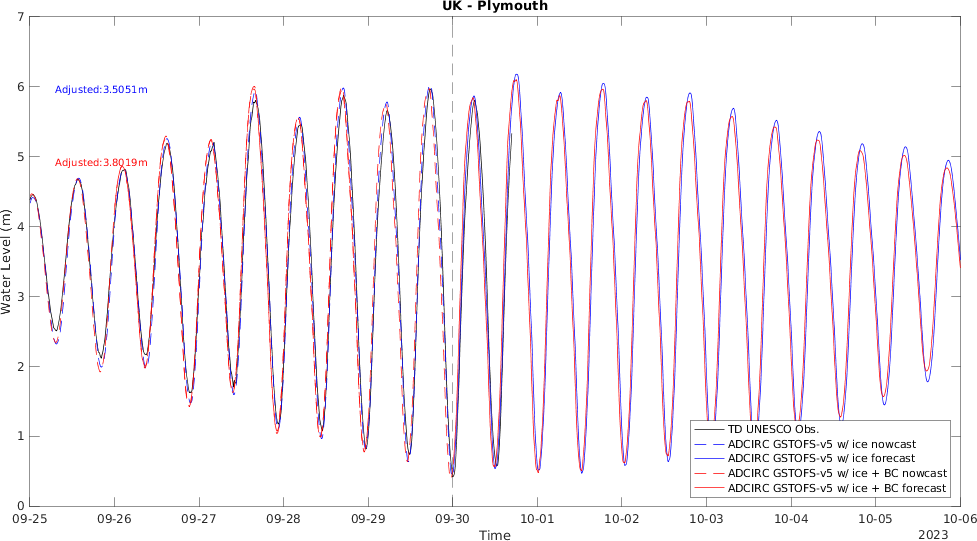 UK - Plymouth
7
6
5
4
3
2
1
0
Water Level (m)
Adjusted:3.5051m
Adjusted:3.8019m
TD UNESCO Obs.
ADCIRC GSTOFS-v5 w/ ice nowcast
ADCIRC GSTOFS-v5 w/ ice forecast
ADCIRC GSTOFS-v5 w/ ice + BC nowcast
ADCIRC GSTOFS-v5 w/ ice + BC forecast
09-25 09-26 09-27 09-28 09-29 09-30 10-01 10-02 10-03 10-04 10-05 10-06
Time
2023